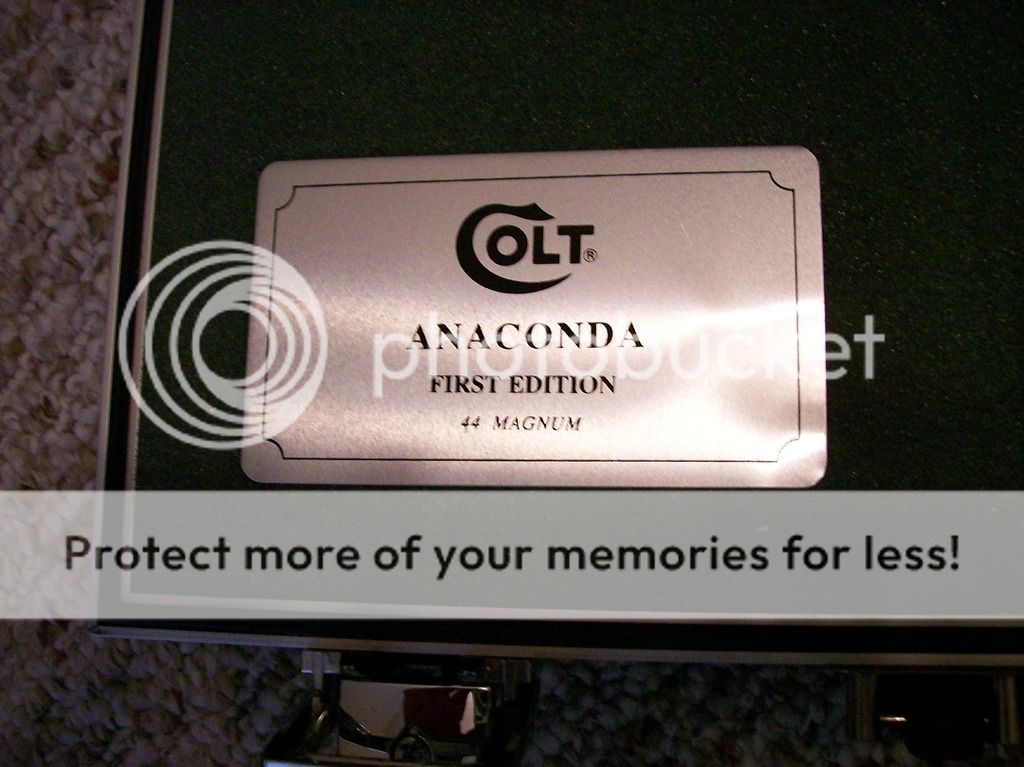 COLT®
ANACONDA
photobucket
FIRST EDITION
44 MAGNUM
Protect more of your memories for less!